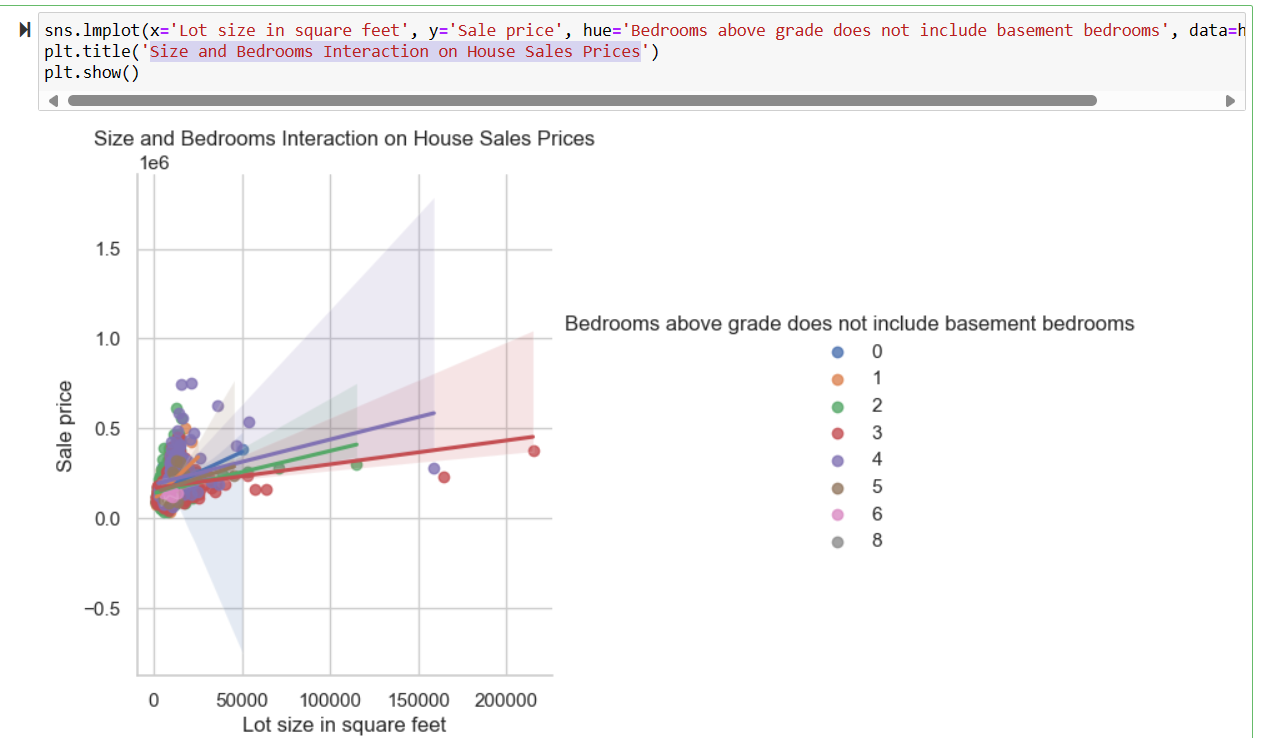 sns.lmplot(x='Lot size in square feet', y='Sale price', hue='Bedrooms above grade does not include basement bedrooms', data=h
plt.title('Size and Bedrooms Interaction on House Sales Prices')
plt.show()
Size and Bedrooms Interaction on House Sales Prices
1e6
1.5
1.0
0.5
0.0
−0.5
Sale price
0 50000 100000 150000 200000
Lot size in square feet
Bedrooms above grade does not include basement bedrooms
0
1
2
3
4
5
6
8